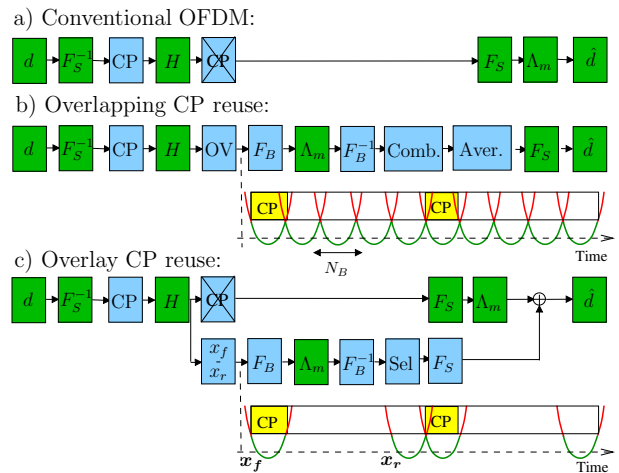 a) Conventional OFDM:
d F_S^{-1} CP H CP F_S Λ_m d̂
b) Overlapping CP reuse:
d F_S^{-1} CP H OV F_B Λ_m F_B^{-1} Comb. Aver. F_S d̂
CP CP
Time
N_B
c) Overlay CP reuse:
d F_S^{-1} CP H CP F_S Λ_m d̂
x_f - x_r F_B Λ_m F_B^{-1} Sel F_S
CP CP
x_f x_r Time